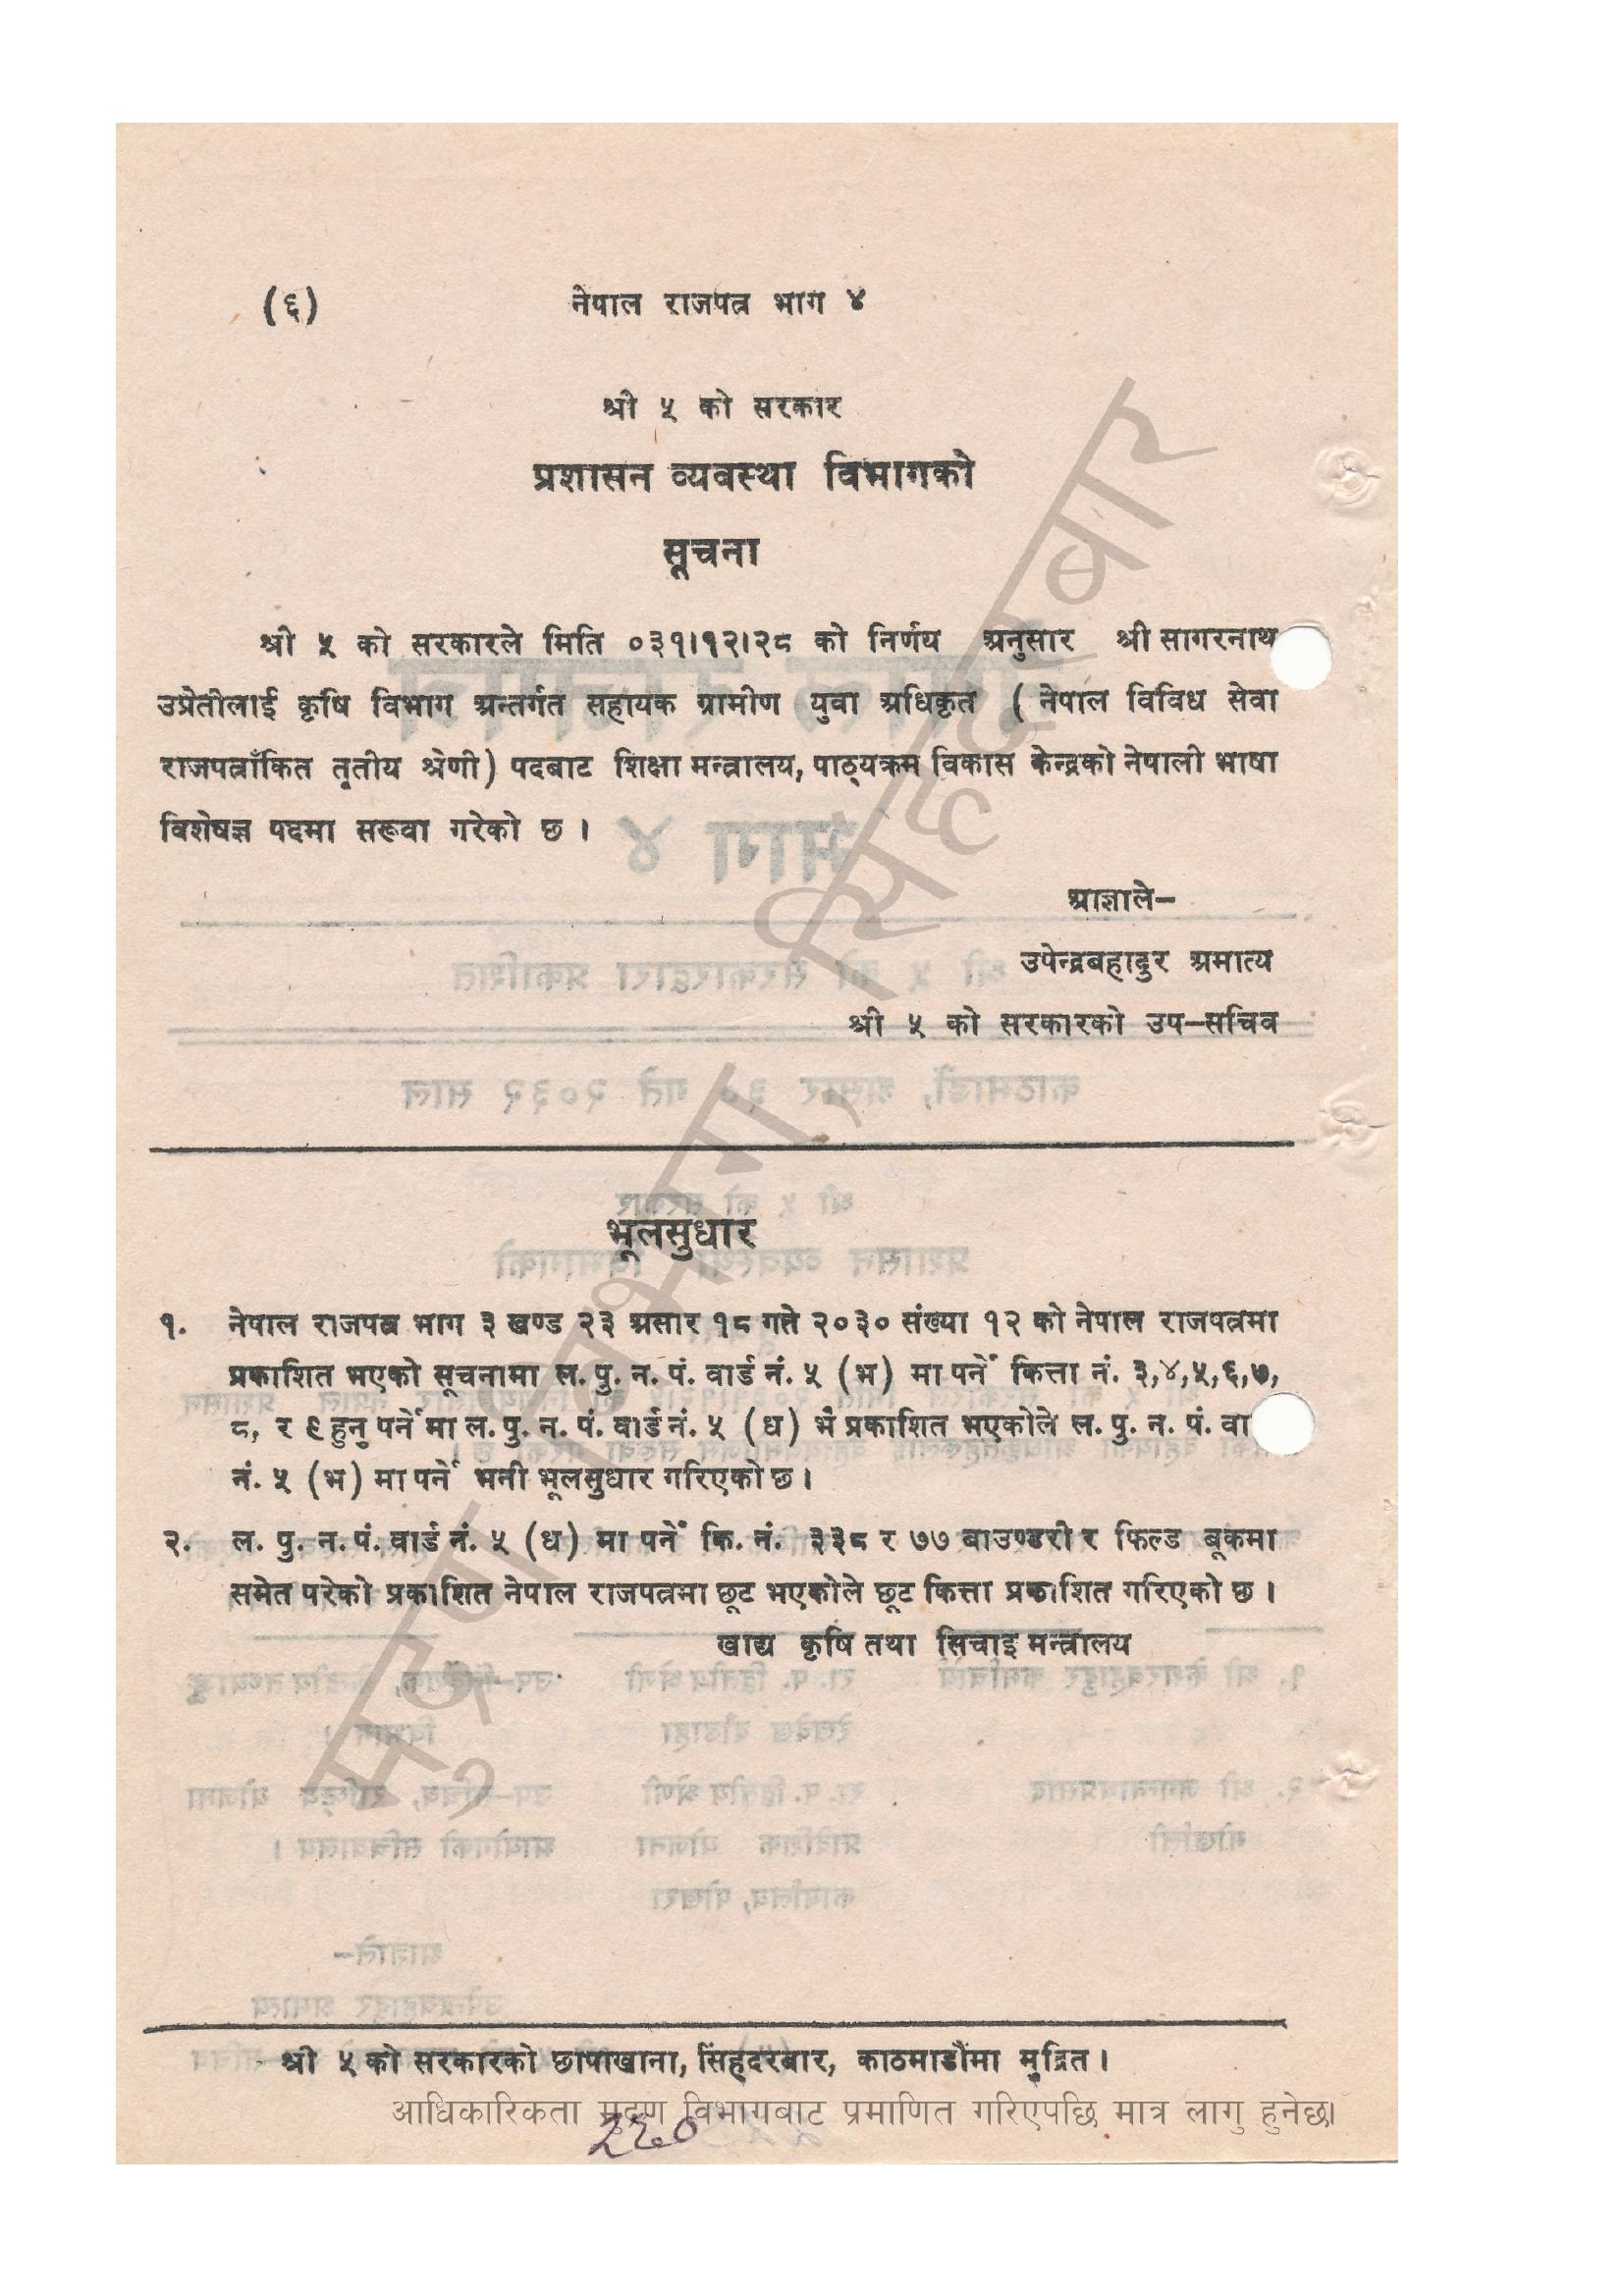 (६) नेपाल राजपत्र भाग ४
श्री ५ को सरकार
प्रशासन व्यवस्था विभागको
सूचना
श्री ५ को सरकारले मिति ०३१।१२।२८ को निर्णय अनुसार श्री सागरनाथ
उप्रेतीलाई कृषि विभाग अन्तर्गत सहायक ग्रामीण युवा अधिकृत ( नेपाल विविध सेवा
राजपत्राँकित तृतीय श्रेणी) पदबाट शिक्षा मन्त्रालय, पाठ्यक्रम विकास केन्द्रको नेपाली भाषा
विशेषज्ञ पदमा सरूवा गरेको छ ।
आज्ञाले–
उपेन्द्रबहादुर अमात्य
श्री ५ को सरकारको उप–सचिव
भूलसुधार
१. नेपाल राजपत्र भाग ३ खण्ड २३ असार १८ गते २०३० संख्या १२ को नेपाल राजपत्रमा
प्रकाशित भएको सूचनामा ल. पु. न. पं. वार्ड नं. ५ (भ) मा पर्ने कित्ता नं. ३,४,५,६,७,
८, र ९ हुनु पर्नेमा ल. पु. न. पं. वार्ड नं. ५ (ध) भै प्रकाशित भएकोले ल. पु. न. पं. वा
नं. ५ (भ) मा पर्ने भनी भूलसुधार गरिएको छ ।
२. ल. पु. न. पं. वार्ड नं. ५ (ध) मा पर्ने कि. नं. ३३८ र ७७ बाउण्डरी र फिल्ड बूकमा
समेत परेको प्रकाशित नेपाल राजपत्रमा छूट भएकोले छूट कित्ता प्रकाशित गरिएको छ ।
खाद्य कृषि तथा सिचाइ मन्त्रालय
श्री ५ को सरकारको छापाखाना, सिंहदरबार, काठमाडौंमा मुद्रित ।
आधिकारिकता मुद्रण विभागबाट प्रमाणित गरिएपछि मात्र लागु हुनेछ।
२६०
मुद्रण विभाग, सिंहदरबार